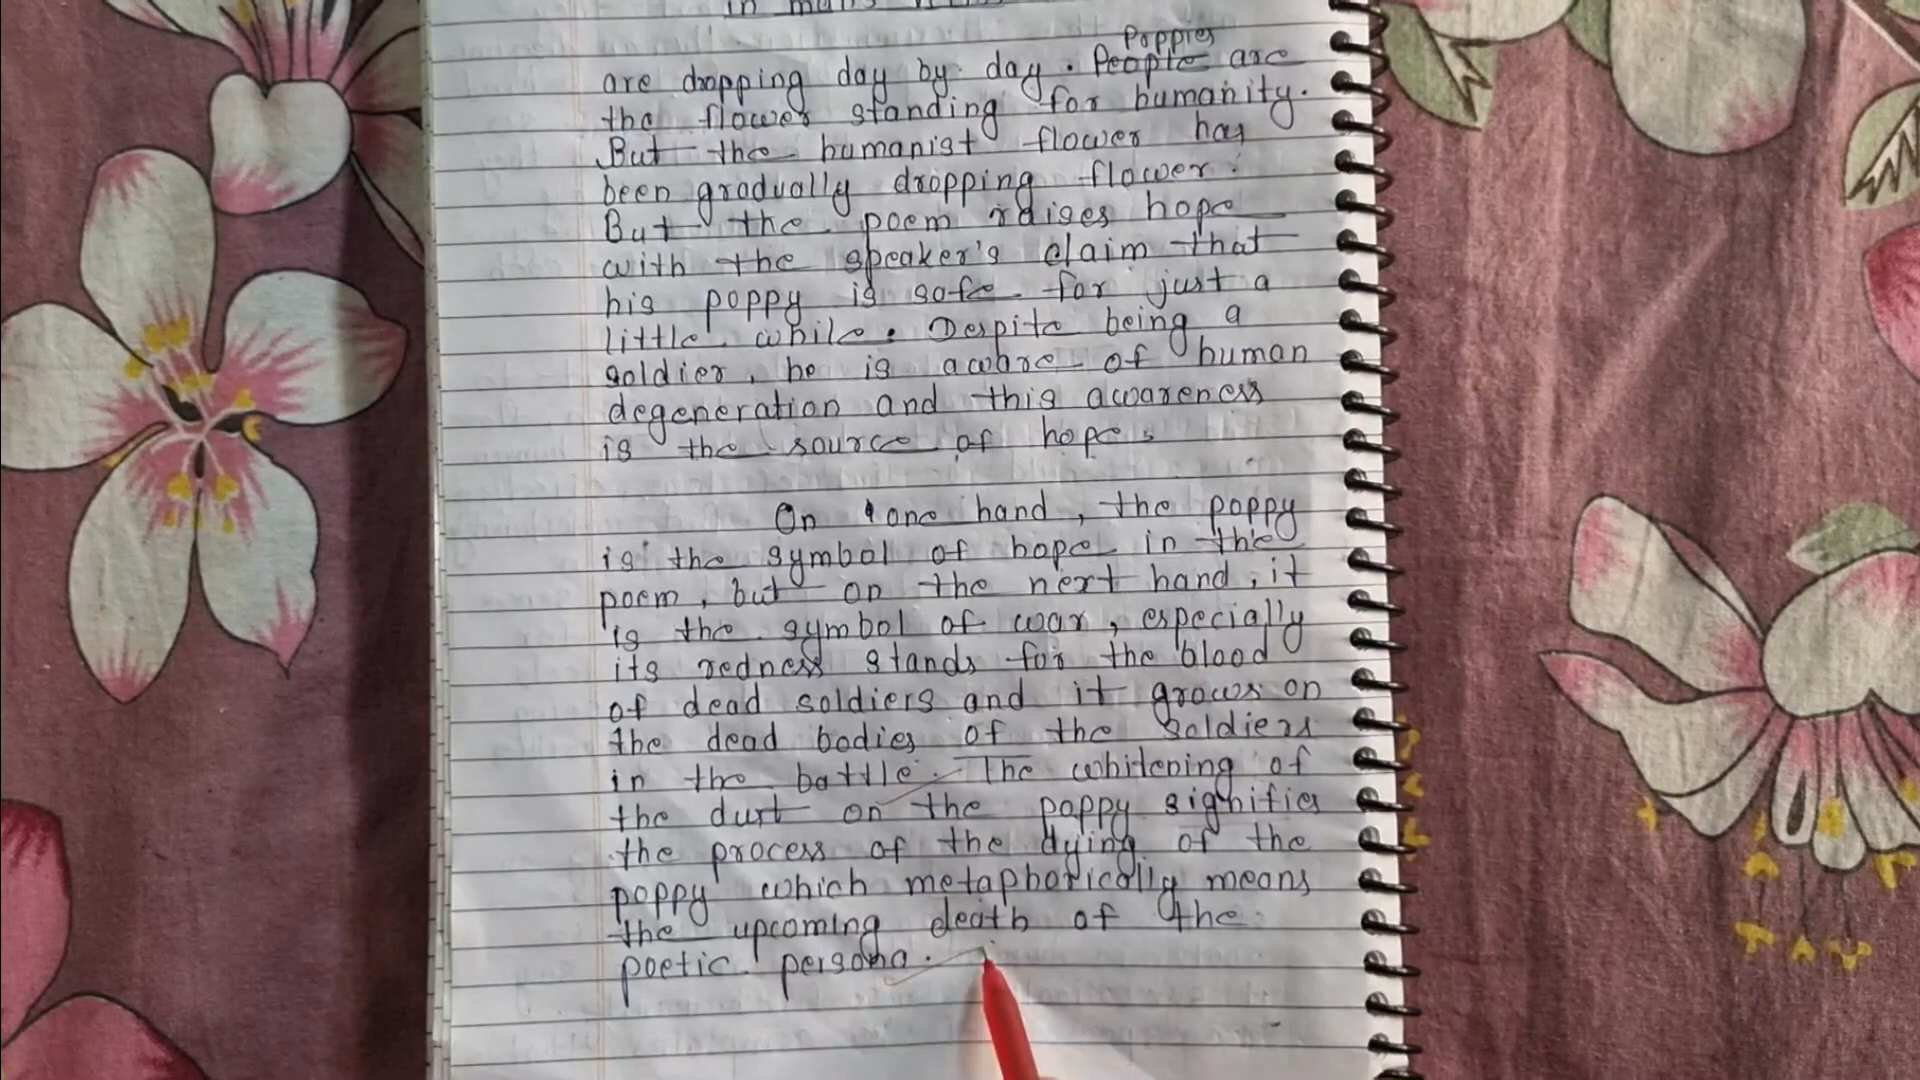 in man's
Poppies
are dropping day by day. People are
the flower standing for humanity.
But the humanist flower has
been gradually dropping flower.
But the poem raises hope
with the speaker's claim that
his poppy is safe for just a
little while. Despite being a
soldier, he is aware of human
degeneration and this awareness
is the source of hope.
On one hand, the poppy
is the symbol of hope in the
poem, but on the next hand, it
is the symbol of war, especially
its redness stands for the blood
of dead soldiers and it grows on
the dead bodies of the soldiers
in the battle. The whitening of
the dust on the poppy signifies
the process of the dying of the
poppy which metaphorically means
the upcoming death of the
poetic persona.